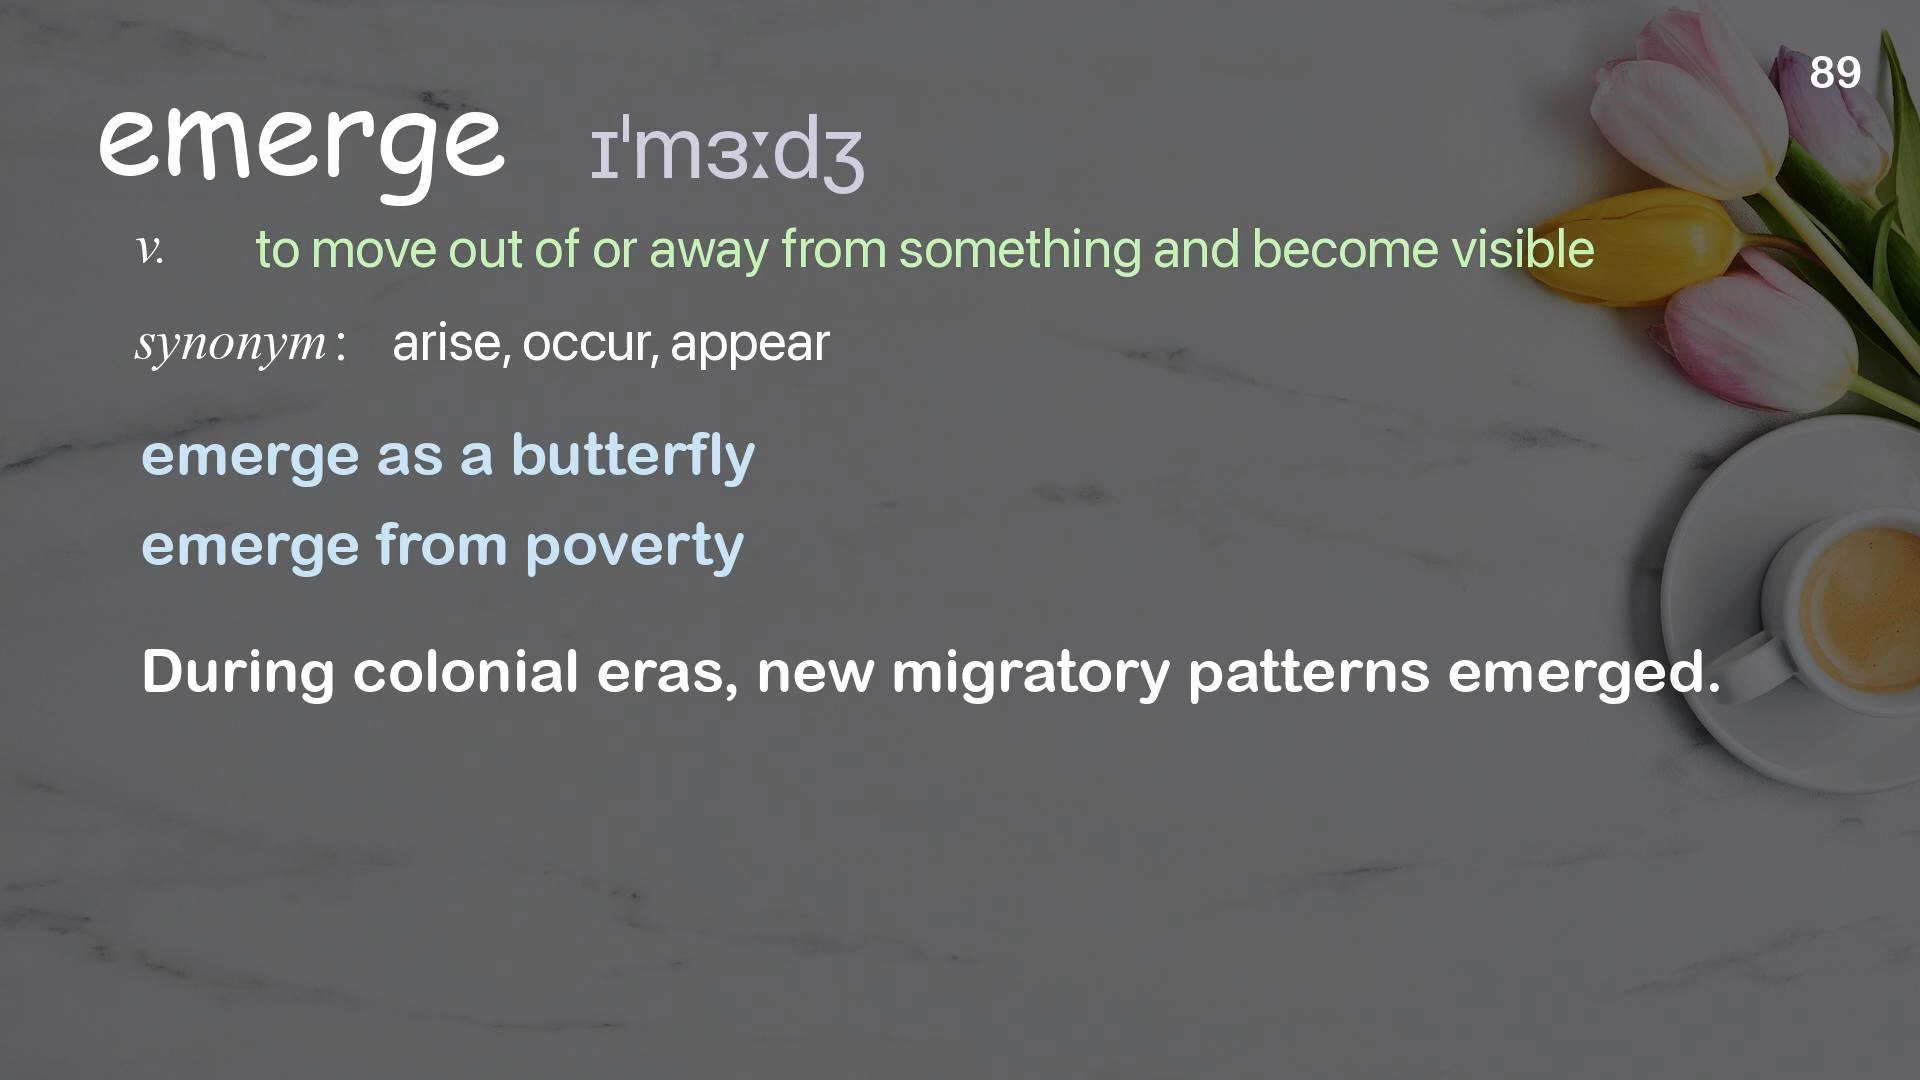 89
emerge ɪˈmɜːdʒ
v. to move out of or away from something and become visible
synonym : arise, occur, appear
emerge as a butterfly
emerge from poverty
During colonial eras, new migratory patterns emerged.